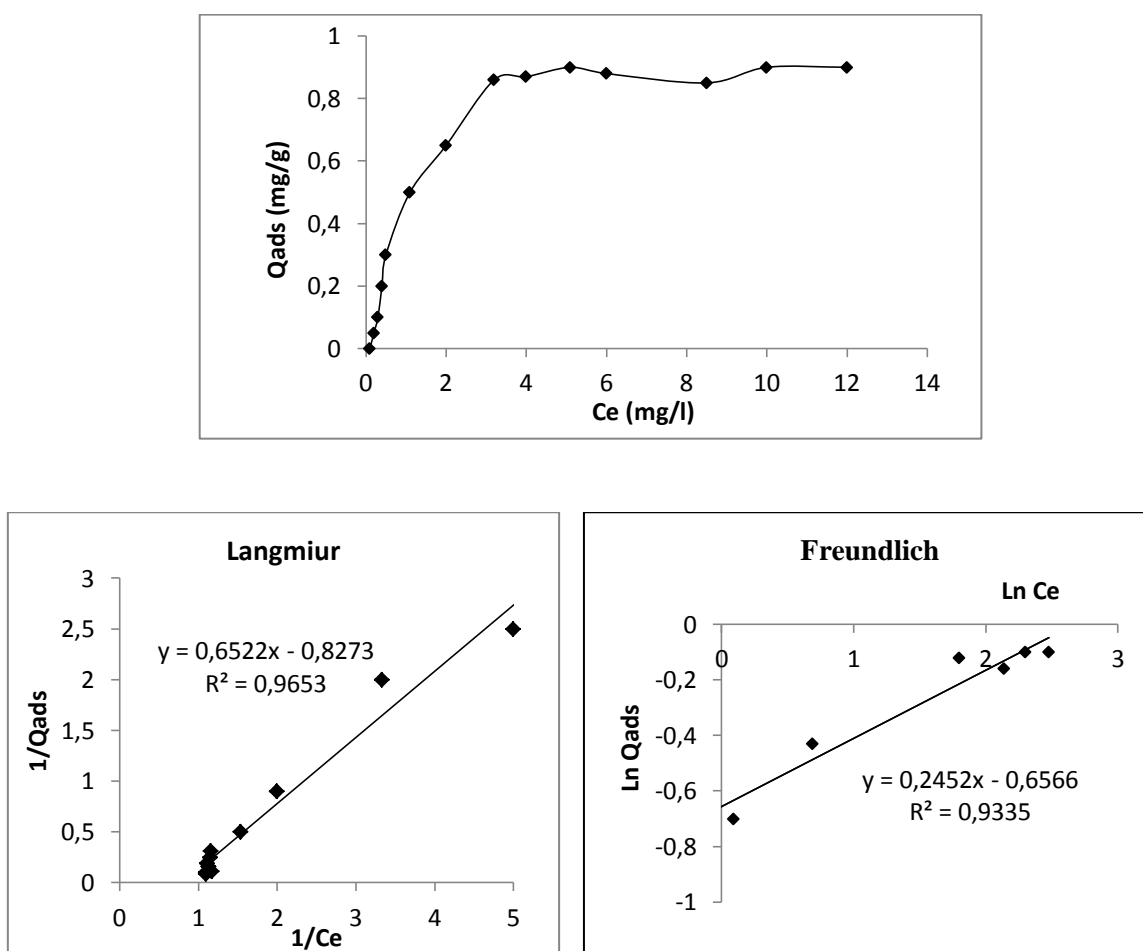 1
0,8
0,6
0,4
0,2
0
Qads (mg/g)
0 2 4 6 8 10 12 14
Ce (mg/l)
Langmiur
3
2,5
2
1,5
1
0,5
0
1/Qads
y = 0,6522x - 0,8273
R² = 0,9653
0 1 2 3 4 5
1/Ce
Freundlich
Ln Ce
0
-0,2
-0,4
-0,6
-0,8
-1
Ln Qads
0 1 2 3
y = 0,2452x - 0,6566
R² = 0,9335